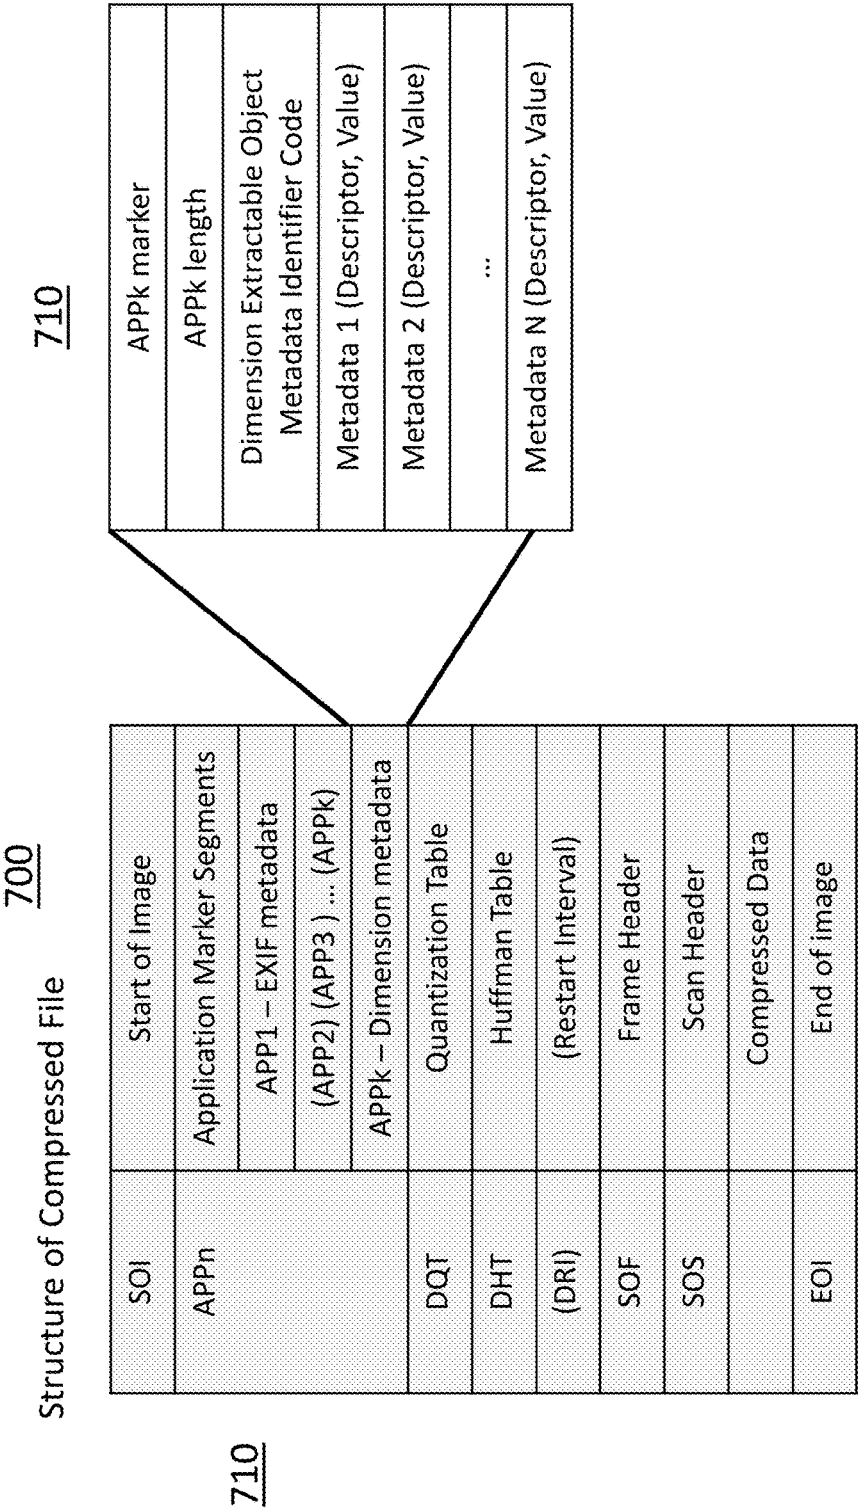 Structure of Compressed File
700
710
SOI
Start of Image
APPn
Application Marker Segments
APP1 – EXIF metadata
(APP2) (APP3 ) ... (APPk)
APPk – Dimension metadata
DQT
Quantization Table
DHT
Huffman Table
(DRI)
(Restart Interval)
SOF
Frame Header
SOS
Scan Header
Compressed Data
EOI
End of image
710
APPk marker
APPk length
Dimension Extractable Object
Metadata Identifier Code
Metadata 1 (Descriptor, Value)
Metadata 2 (Descriptor, Value)
...
Metadata N (Descriptor, Value)